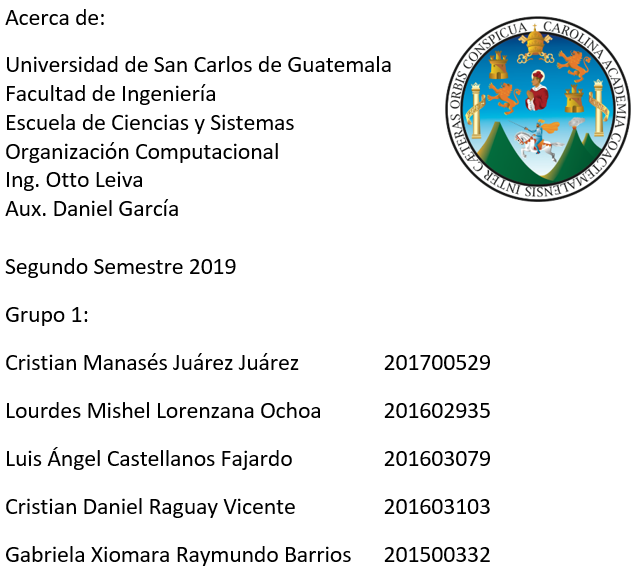 Acerca de:
Universidad de San Carlos de Guatemala
Facultad de Ingeniería
Escuela de Ciencias y Sistemas
Organización Computacional
Ing. Otto Leiva
Aux. Daniel García
CAROLINA ACADEMIA COACTEMALENSIS INTER CÆTERAS ORBIS CONSPICUA
Segundo Semestre 2019
Grupo 1:
Cristian Manasés Juárez Juárez 201700529
Lourdes Mishel Lorenzana Ochoa 201602935
Luis Ángel Castellanos Fajardo 201603079
Cristian Daniel Raguay Vicente 201603103
Gabriela Xiomara Raymundo Barrios 201500332